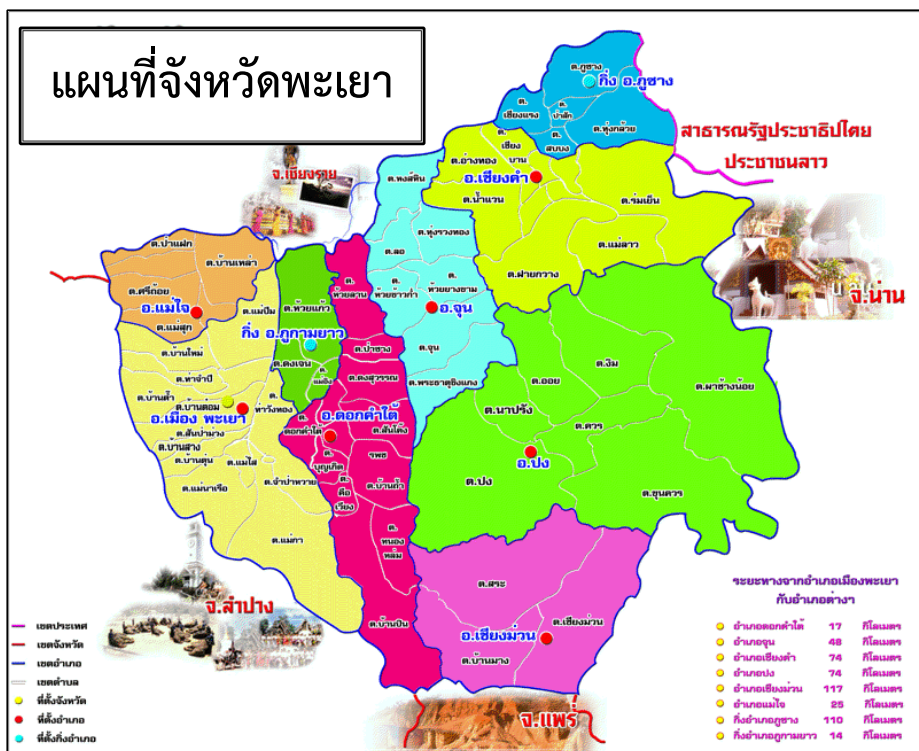 แผนที่จังหวัดพะเยา
ต.ภูซาง
กิ่ง อ.ภูซาง
ต.
เชียงแรง
ต.
ป่าสัก
ต.ทุ่งกล้วย
ต.
สบบง
สาธารณรัฐประชาธิปไตย
ประชาชนลาว
จ.เชียงราย
ต.
เชียง
บาน
ต.อ่างทอง
อ.เชียงคำ
ต.หงส์หิน
ต.น้ำแวน
ต.ร่มเย็น
ต.ทุ่งรวงทอง
ต.ลอ
ต.แม่ลาว
ต.ฝายกวาง
จ.น่าน
ต.ป่าแฝก
ต.บ้านเหล่า
ต.ศรีถ้อย
อ.แม่ใจ
ต.แม่สุก
ต.
ห้วยลาน
ต.
ห้วยข้าวก่ำ
ต.
ห้วยยางขาม
อ.จุน
ต.จุน
ต.แม่ปืม
ต.ห้วยแก้ว
กิ่ง อ.ภูกามยาว
ต.ดงเจน
ต.
แม่อิง
ต.บ้านใหม่
ต.ท่าจำปี
ต.บ้านต๋ำ
ต.บ้านต๋อม
อ.เมือง พะเยา
ต.
ท่าวังทอง
ต.สันป่าม่วง
ต.บ้านสาง
ต.บ้านตุ่น
ต.แม่ใส
ต.แม่นาเรือ
ต.จำป่าหวาย
ต.แม่กา
ต.ป่าซาง
ต.ดงสุวรรณ
ต.พระธาตุขิงแกง
อ.ดอกคำใต้
ต.
ดอกคำใต้
ต.สันโค้ง
ต.
บุญเกิด
ต.
คือ
เวียง
ต.บ้านถ้ำ
ต.
หนอง
หล่ม
ต.บ้านปิน
ต.งิม
ต.ออย
ต.ผาช้างน้อย
ต.นาปรัง
ต.ควร
อ.ปง
ต.ปง
ต.ขุนควร
ต.สระ
ต.เชียงม่วน
อ.เชียงม่วน
ต.บ้านมาง
จ.ลำปาง
จ.แพร่
เขตประเทศ
เขตจังหวัด
เขตอำเภอ
เขตตำบล
ที่ตั้งจังหวัด
ที่ตั้งอำเภอ
ที่ตั้งกิ่งอำเภอ
ระยะทางจากอำเภอเมืองพะเยา
กับอำเภอต่างๆ
อำเภอดอกคำใต้ 17 กิโลเมตร
อำเภอจุน 48 กิโลเมตร
อำเภอเชียงคำ 74 กิโลเมตร
อำเภอปง 74 กิโลเมตร
อำเภอเชียงม่วน 117 กิโลเมตร
อำเภอแม่ใจ 25 กิโลเมตร
กิ่งอำเภอภูซาง 110 กิโลเมตร
กิ่งอำเภอภูกามยาว 14 กิโลเมตร